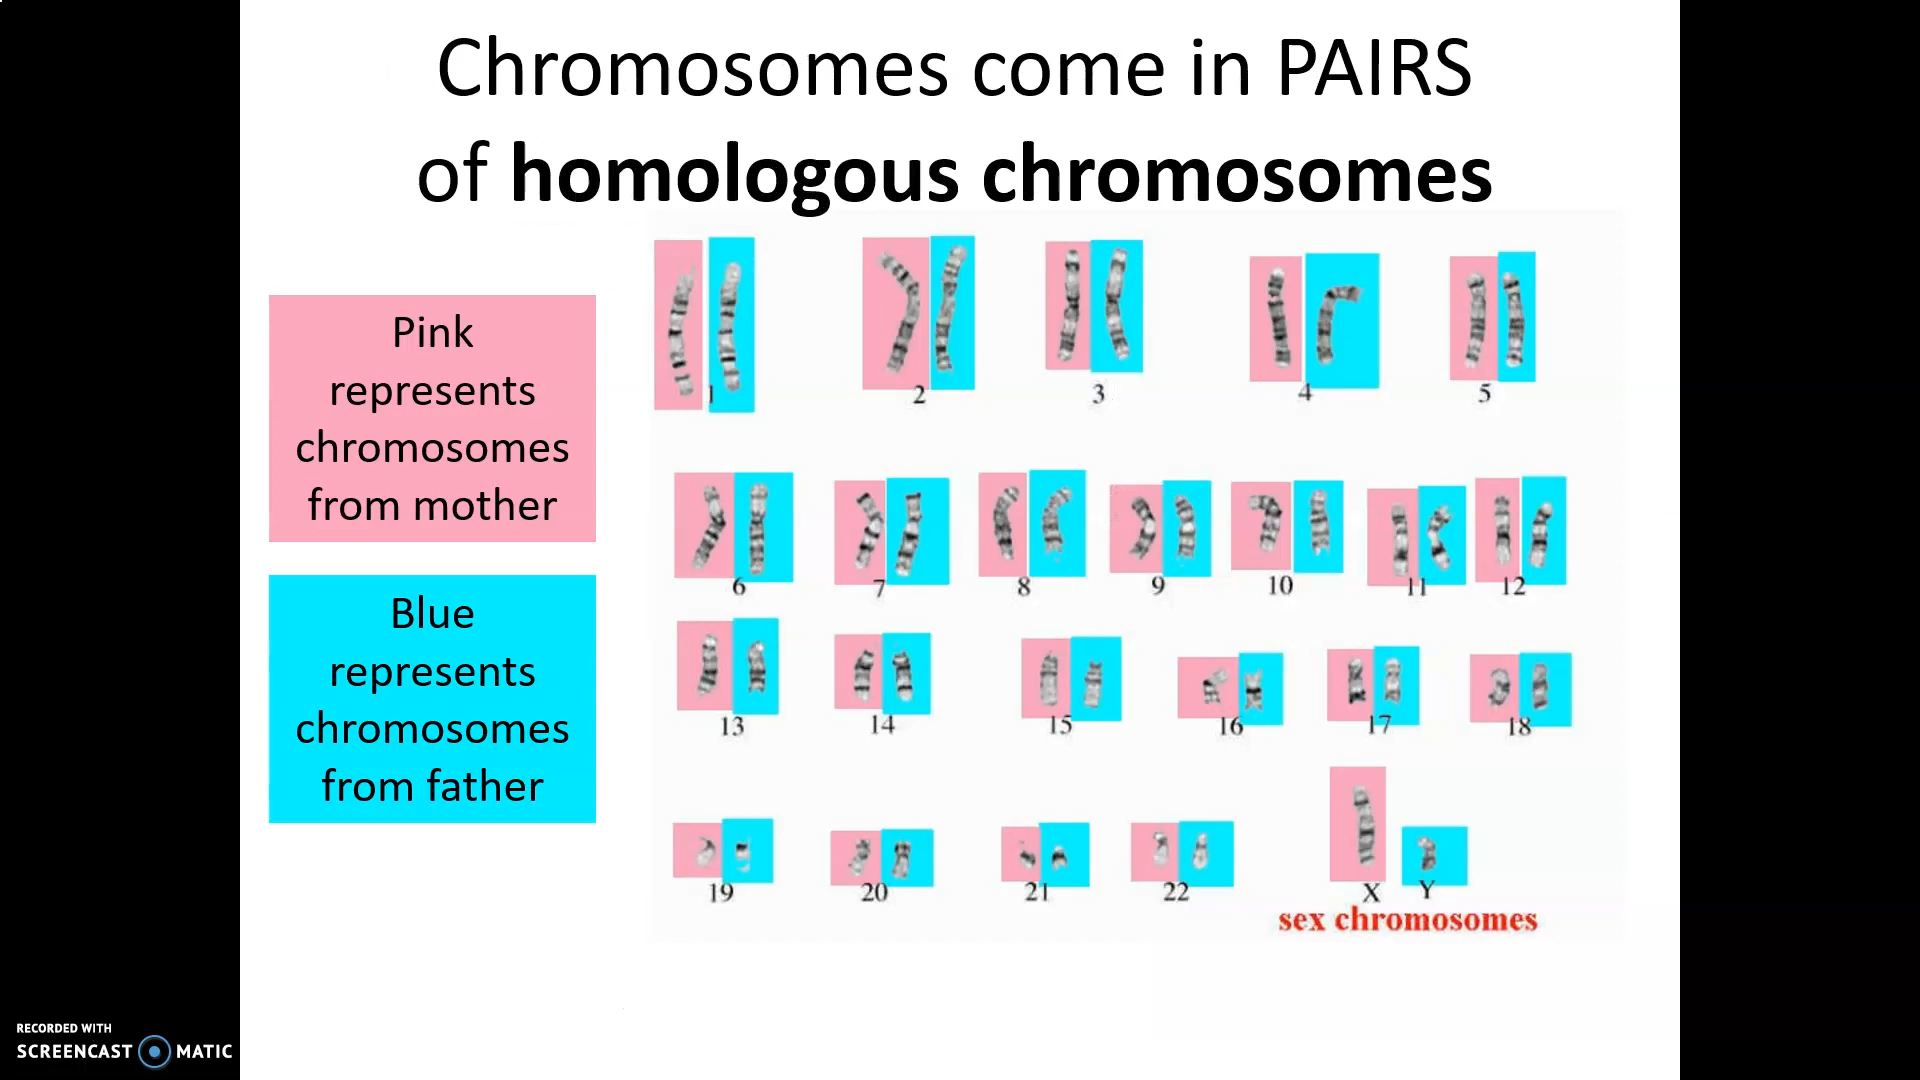 Chromosomes come in PAIRS
of homologous chromosomes
Pink
represents
chromosomes
from mother
Blue
represents
chromosomes
from father
1 2 3 4 5
6 7 8 9 10 11 12
13 14 15 16 17 18
19 20 21 22 X Y
sex chromosomes
RECORDED WITH
SCREENCAST MATIC